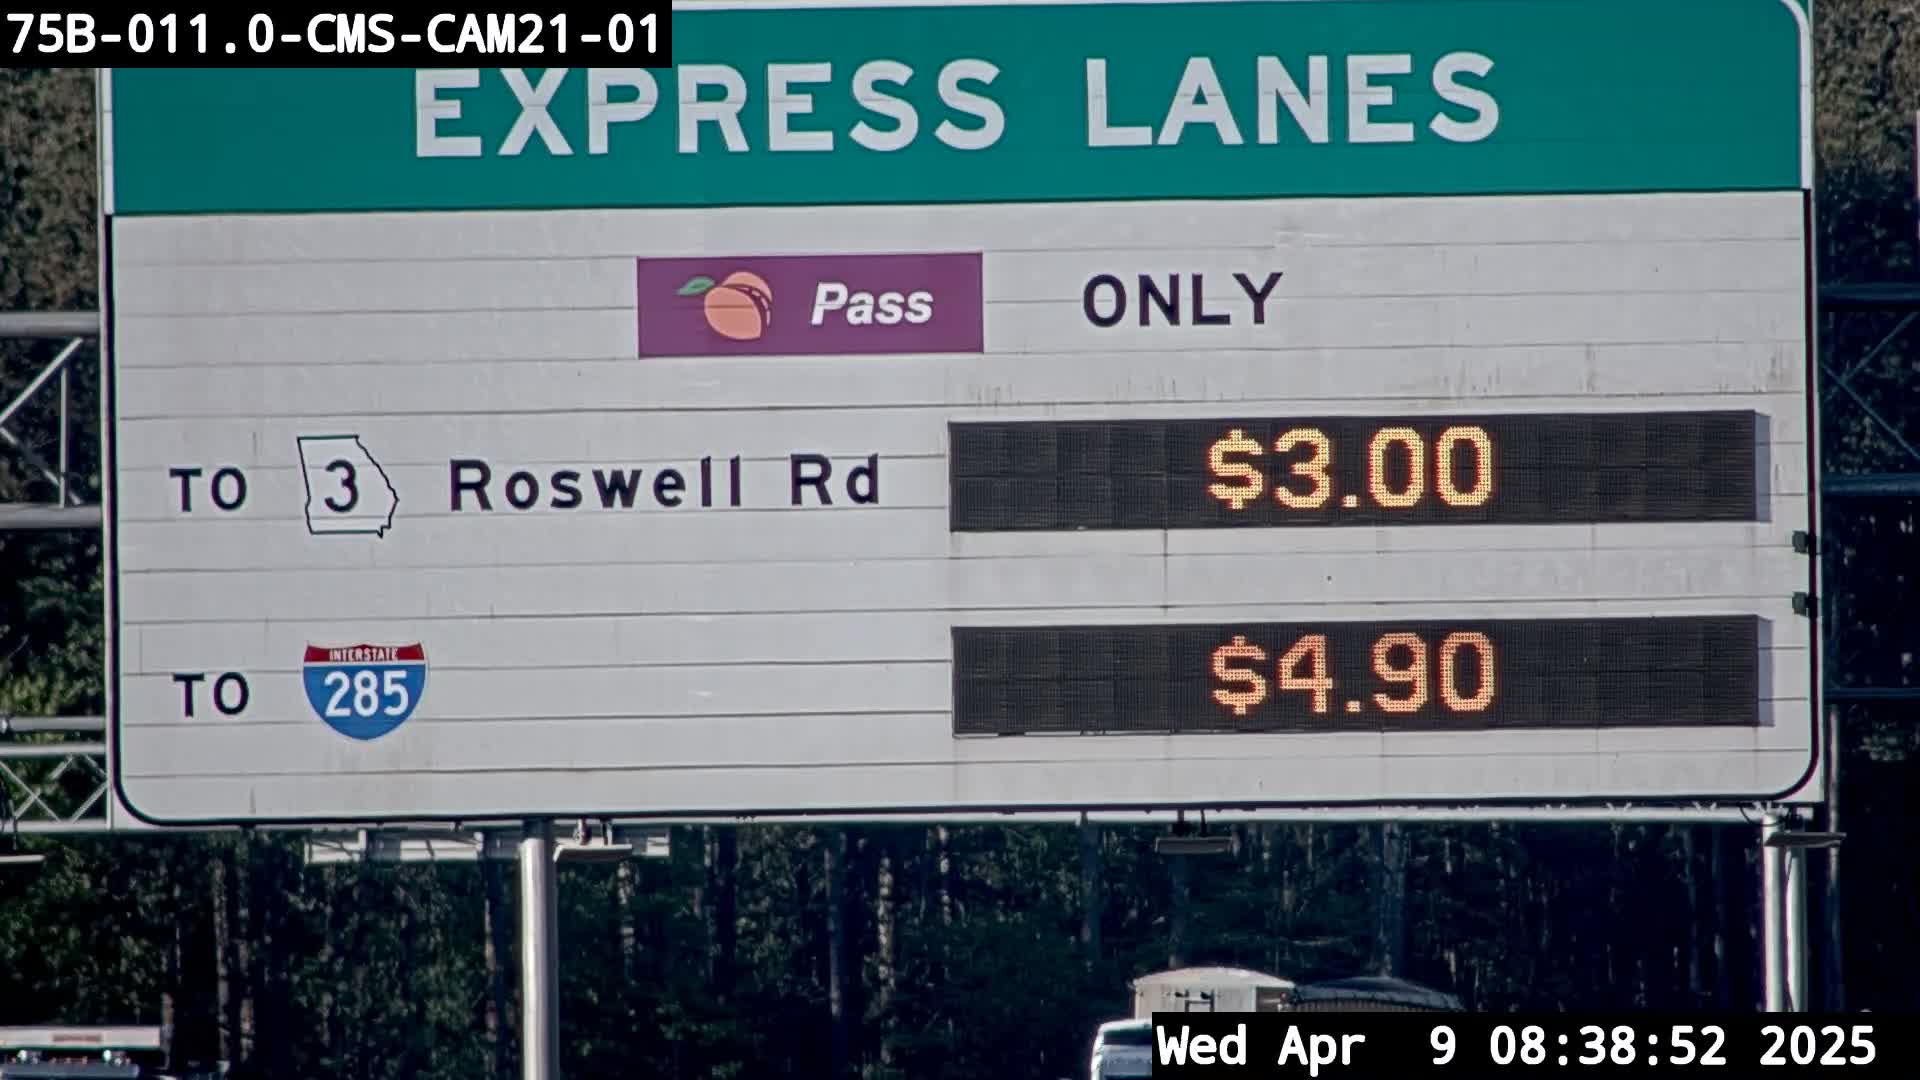 75B-011.0-CMS-CAM21-01
EXPRESS LANES
Pass ONLY
TO 3 Roswell Rd $3.00
TO INTERSTATE 285 $4.90
Wed Apr 9 08:38:52 2025